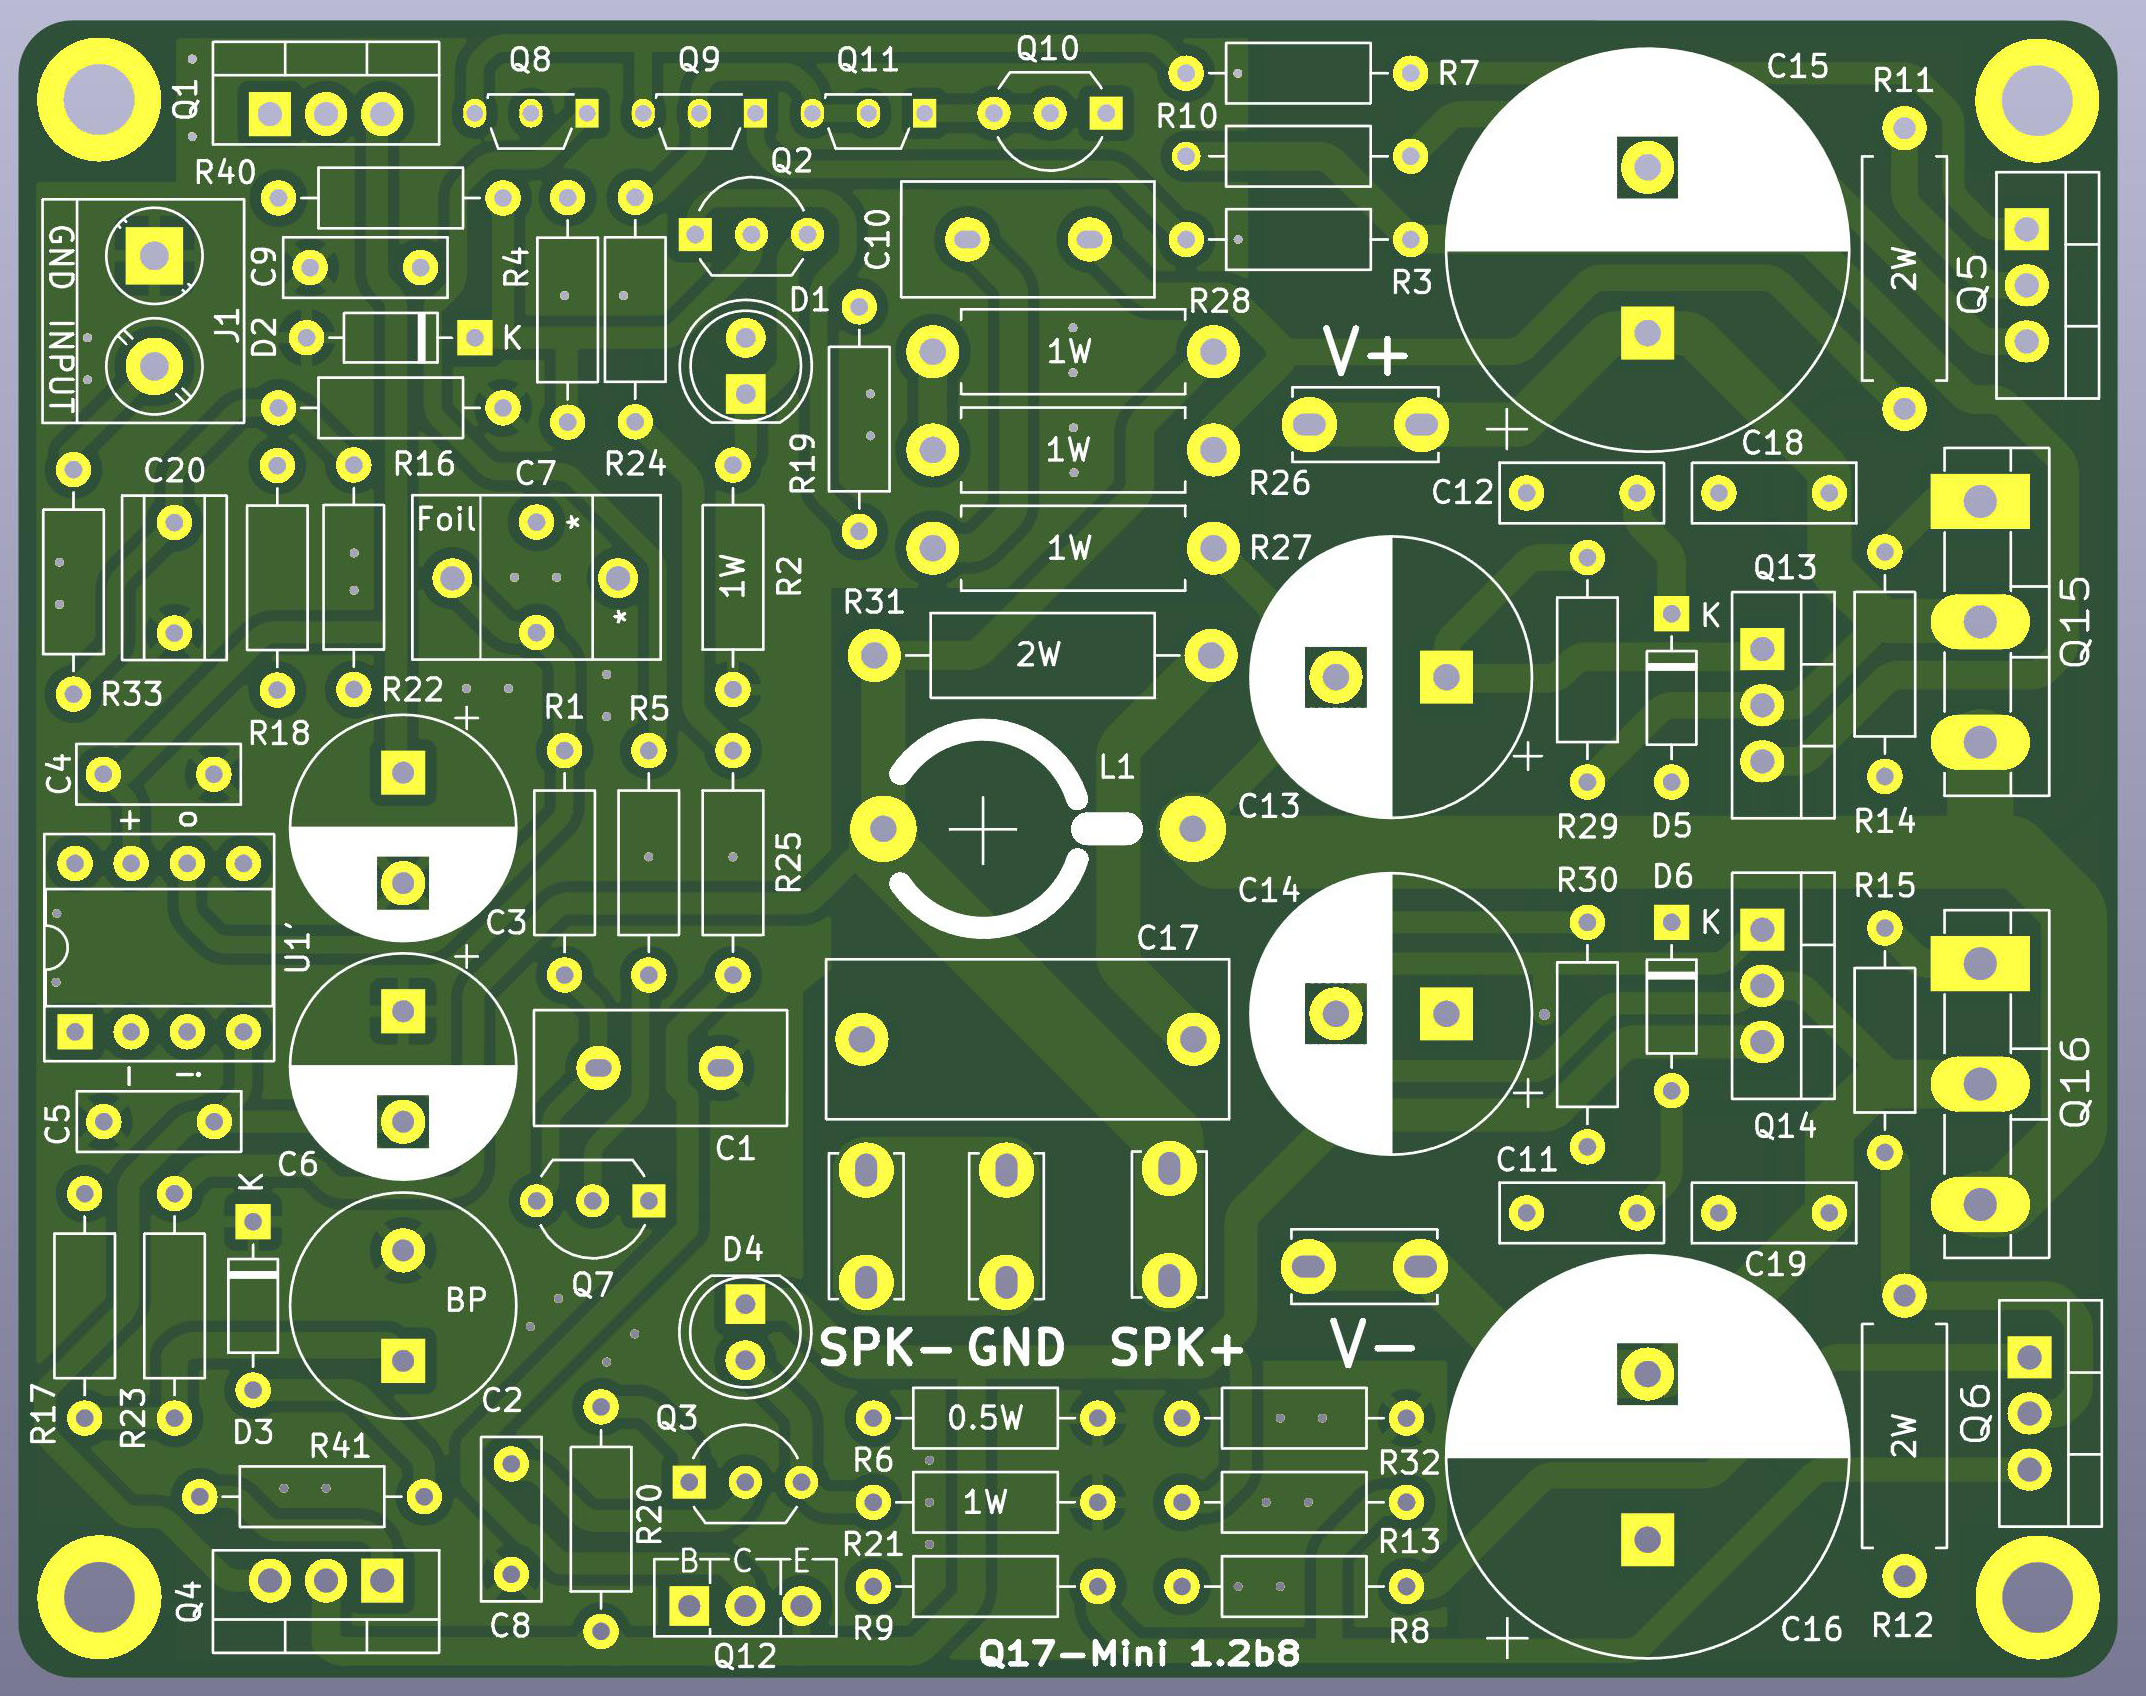 Q1
Q8
Q9
Q11
Q10
R7
C15
R11
R10
Q2
R40
GND INPUT
J1
C9
D2
K
R4
C10
D1
R3
R28
2W
Q5
1W
V+
R16
R24
R19
1W
R26
C12
C18
C20
C7
Foil
*
*
1W
R27
1W
R2
R31
2W
Q13
K
Q15
R33
R18
R22
+
R1
R5
L1
C13
+
R29
D5
R14
C4
+
o
U1'
C3
R25
C14
R30
D6
R15
K
C17
+
-
i
C5
C6
C1
+
Q14
Q16
C11
K
BP
Q7
D4
C19
SPK- GND SPK+
V-
R17
R23
D3
C2
Q3
0.5W
R6
R32
2W
Q6
R41
R20
1W
R21
R13
Q4
C8
B C E
Q12
R9
R8
C16
R12
+
+
Q17-Mini 1.2b8